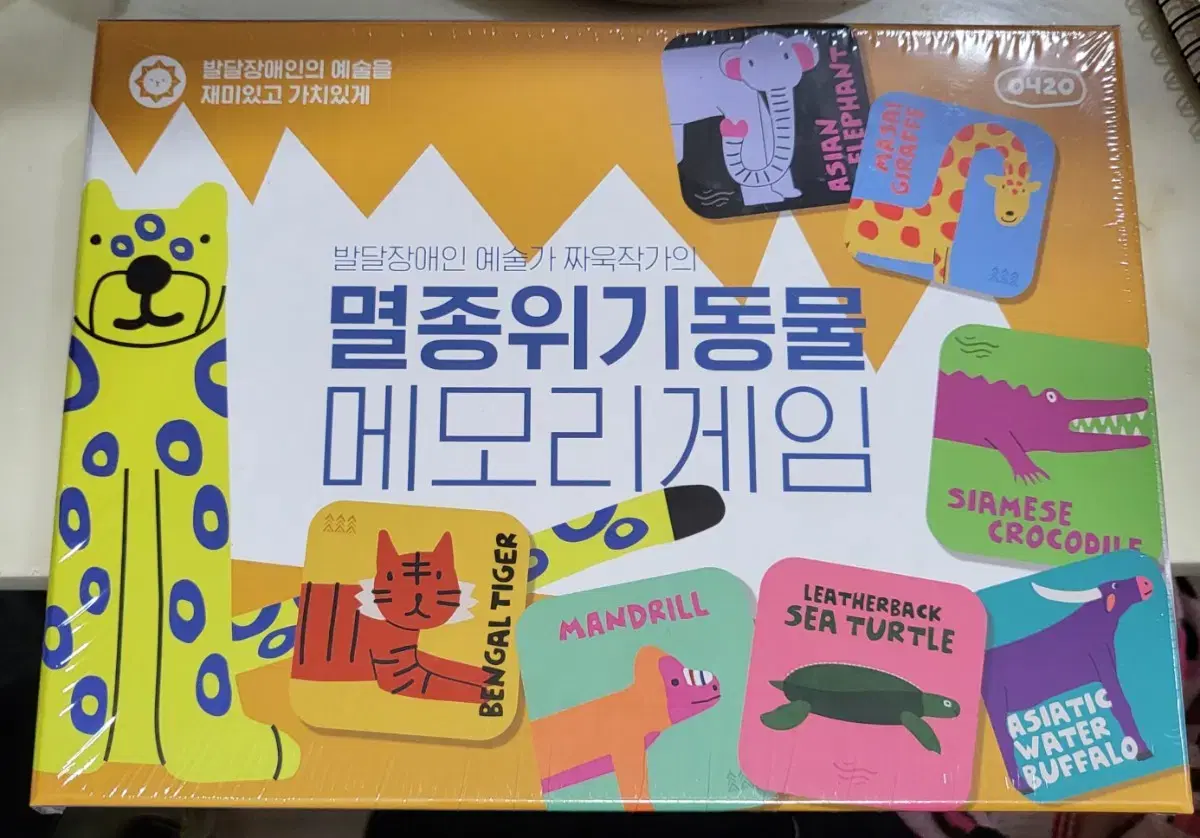 발달장애인의 예술을
재미있고 가치있게
0420
ASIAN
ELEPHANT
MASAI
GIRAFFE
발달장애인 예술가 짜욱작가의
멸종위기동물
메모리게임
SIAMESE
CROCODILE
BENGAL TIGER
MANDRILL
LEATHERBACK
SEA TURTLE
ASIATIC
WATER
BUFFALO